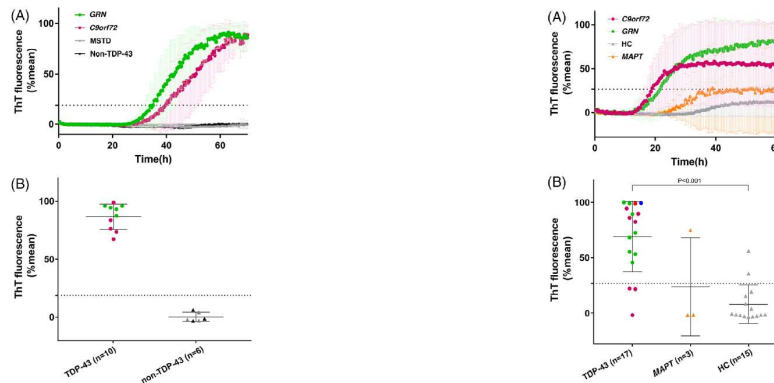 (A)
GRN
C9orf72
MSTD
Non-TDP-43
ThT fluorescence
(%mean)
100
50
0
0
20
40
60
Time(h)
(B)
ThT fluorescence
(%mean)
100
50
0
TDP-43 (n=10)
non-TDP-43 (n=6)
(A)
C9orf72
GRN
HC
MAPT
ThT fluorescence
(%mean)
100
50
0
0
20
40
60
Time(h)
(B)
P<0.001
ThT fluorescence
(%mean)
100
50
0
TDP-43 (n=17)
MAPT (n=3)
HC (n=15)